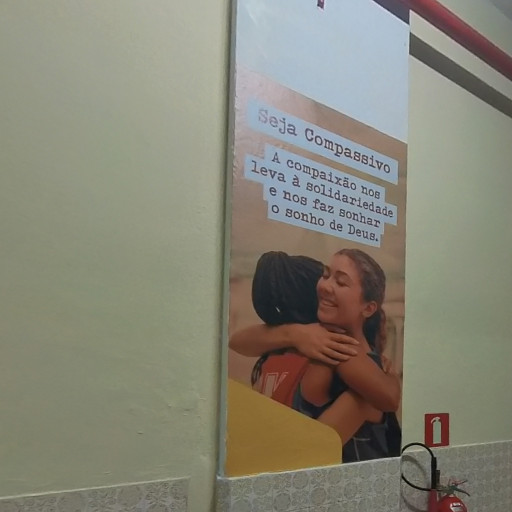 Seja Compassivo
A compaixão nos
leva à solidariedade
e nos faz sonhar
o sonho de Deus.